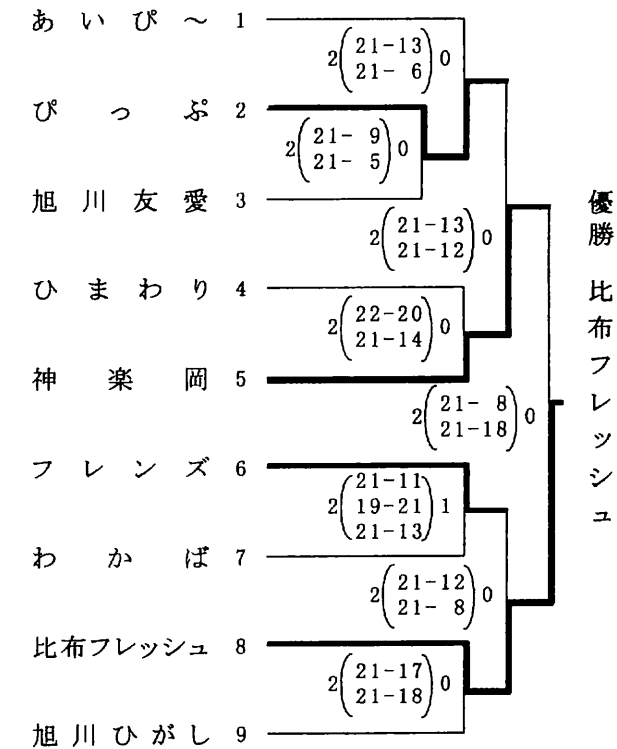 あいぴ～ 1
2(21-13 21- 6)0
ぴっぷ 2
2(21- 9 21- 5)0
旭川友愛 3
2(21-13 21-12)0
ひまわり 4
2(22-20 21-14)0
神楽岡 5
2(21- 8 21-18)0
フレンズ 6
2(21-11 19-21 21-13)1
わかば 7
2(21-12 21- 8)0
比布フレッシュ 8
2(21-17 21-18)0
旭川ひがし 9
優勝 比布フレッシュ